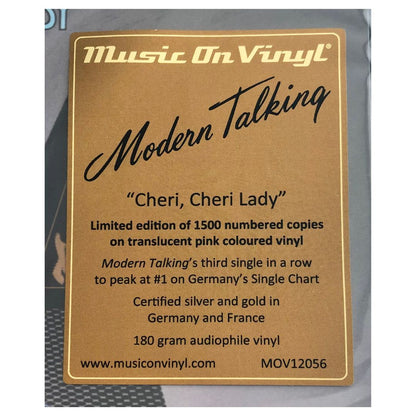 Music On Vinyl®
Modern Talking
“Cheri, Cheri Lady”
Limited edition of 1500 numbered copies
on translucent pink coloured vinyl
Modern Talking’s third single in a row
to peak at #1 on Germany’s Single Chart
Certified silver and gold in
Germany and France
180 gram audiophile vinyl
www.musiconvinyl.com MOV12056